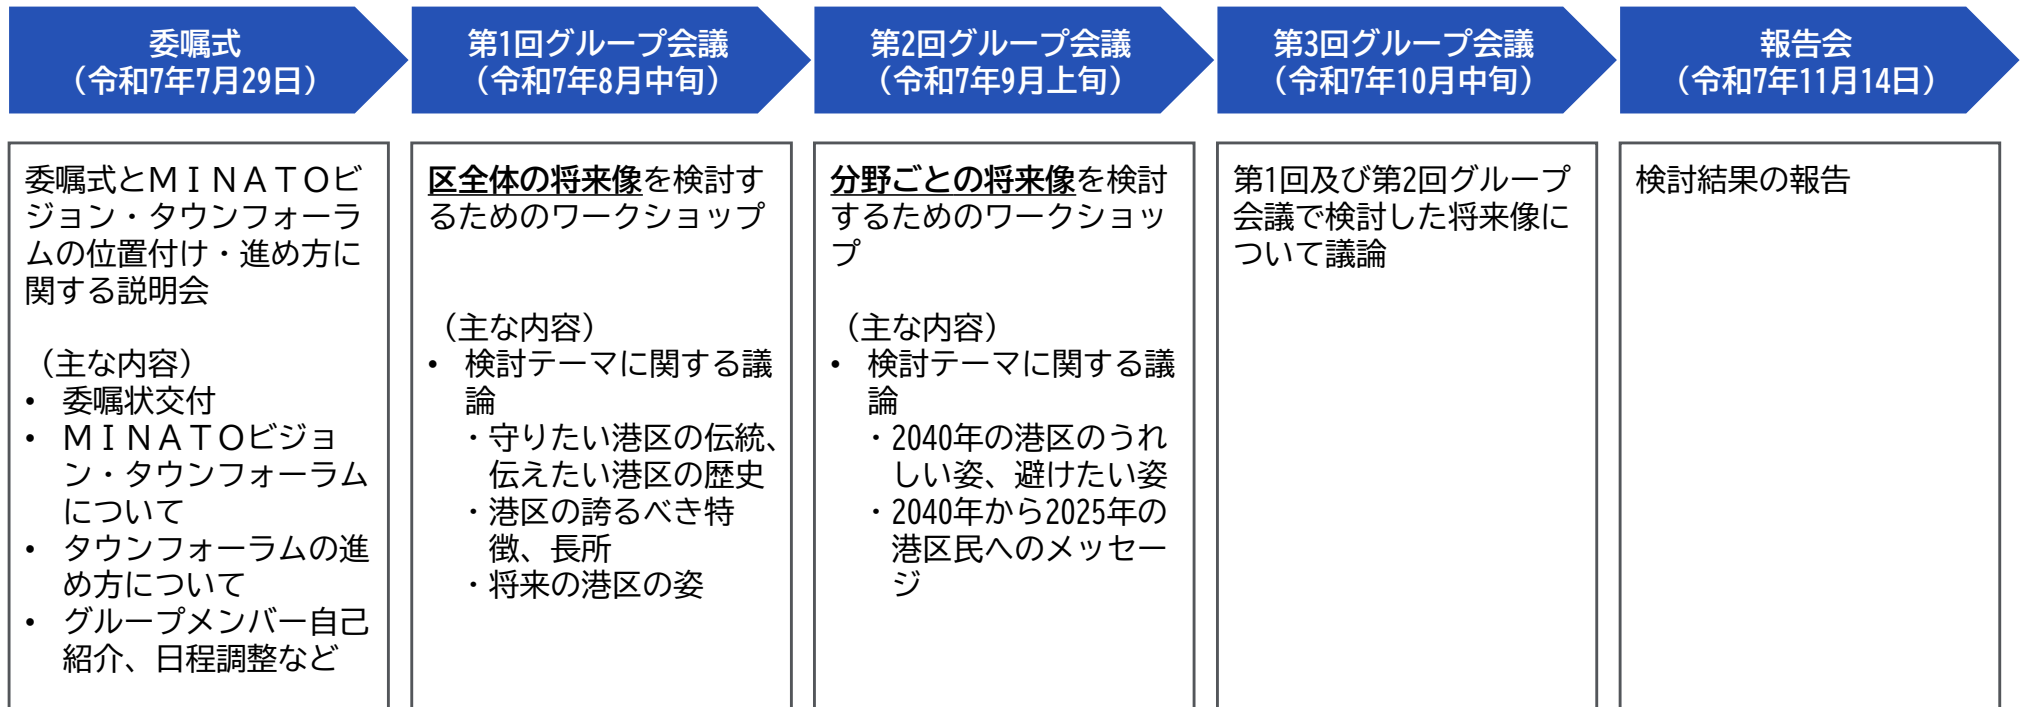 委嘱式
（令和7年7月29日）
第1回グループ会議
（令和7年8月中旬）
第2回グループ会議
（令和7年9月上旬）
第3回グループ会議
（令和7年10月中旬）
報告会
（令和7年11月14日）
委嘱式とＭＩＮＡＴＯビ
ジョン・タウンフォーラ
ムの位置付け・進め方に
関する説明会
（主な内容）
• 委嘱状交付
• ＭＩＮＡＴＯビジョ
ン・タウンフォーラム
について
• タウンフォーラムの進
め方について
• グループメンバー自己
紹介、日程調整など
区全体の将来像を検討す
るためのワークショップ
（主な内容）
• 検討テーマに関する議
論
・守りたい港区の伝統、
伝えたい港区の歴史
・港区の誇るべき特
徴、長所
・将来の港区の姿
分野ごとの将来像を検討
するためのワークショッ
プ
（主な内容）
• 検討テーマに関する議
論
・2040年の港区のうれ
しい姿、避けたい姿
・2040年から2025年の
港区民へのメッセー
ジ
第1回及び第2回グループ
会議で検討した将来像に
ついて議論
検討結果の報告